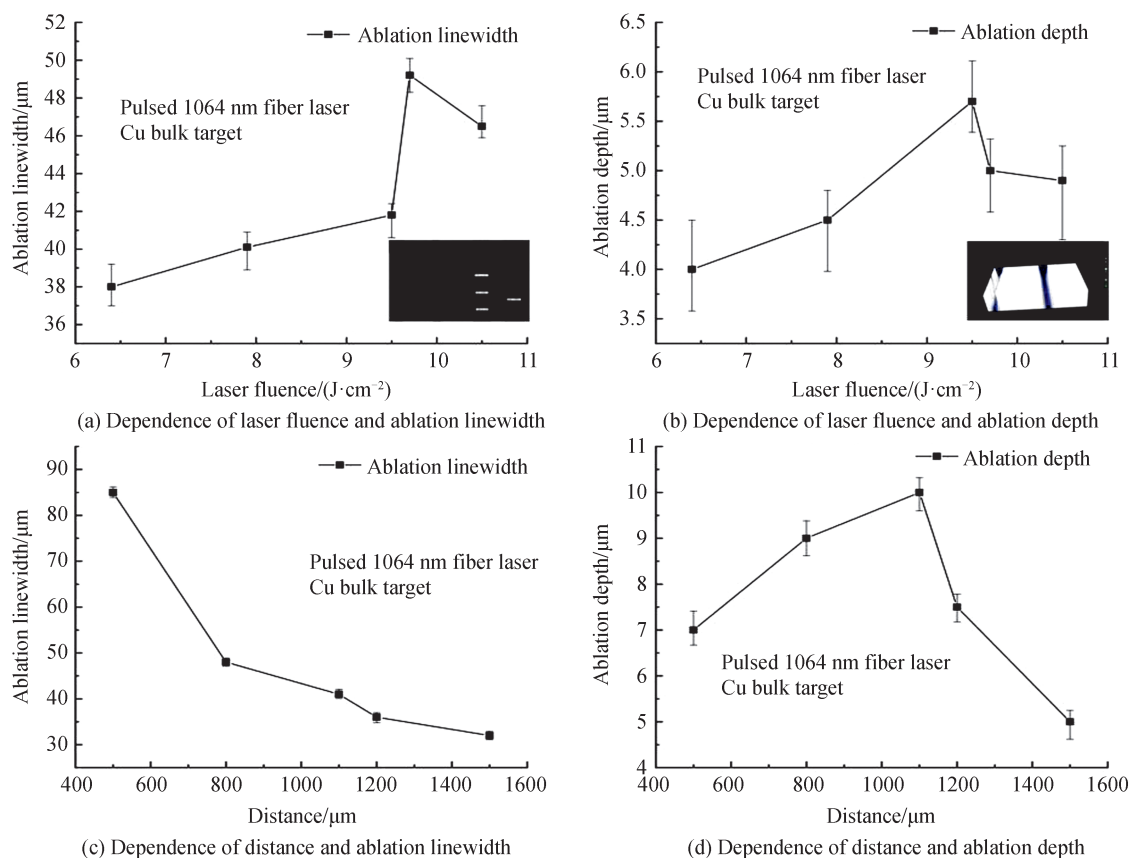 52
50
48
46
44
42
40
38
36
Ablation linewidth/μm
Ablation linewidth
Pulsed 1064 nm fiber laser
Cu bulk target
6 7 8 9 10 11
Laser fluence/(J·cm⁻²)
(a) Dependence of laser fluence and ablation linewidth
6.5
6.0
5.5
5.0
4.5
4.0
3.5
Ablation depth/μm
Ablation depth
Pulsed 1064 nm fiber laser
Cu bulk target
6 7 8 9 10 11
Laser fluence/(J·cm⁻²)
(b) Dependence of laser fluence and ablation depth
90
80
70
60
50
40
30
Ablation linewidth/μm
Ablation linewidth
Pulsed 1064 nm fiber laser
Cu bulk target
400 600 800 1000 1200 1400 1600
Distance/μm
(c) Dependence of distance and ablation linewidth
11
10
9
8
7
6
5
4
Ablation depth/μm
Ablation depth
Pulsed 1064 nm fiber laser
Cu bulk target
400 600 800 1000 1200 1400 1600
Distance/μm
(d) Dependence of distance and ablation depth